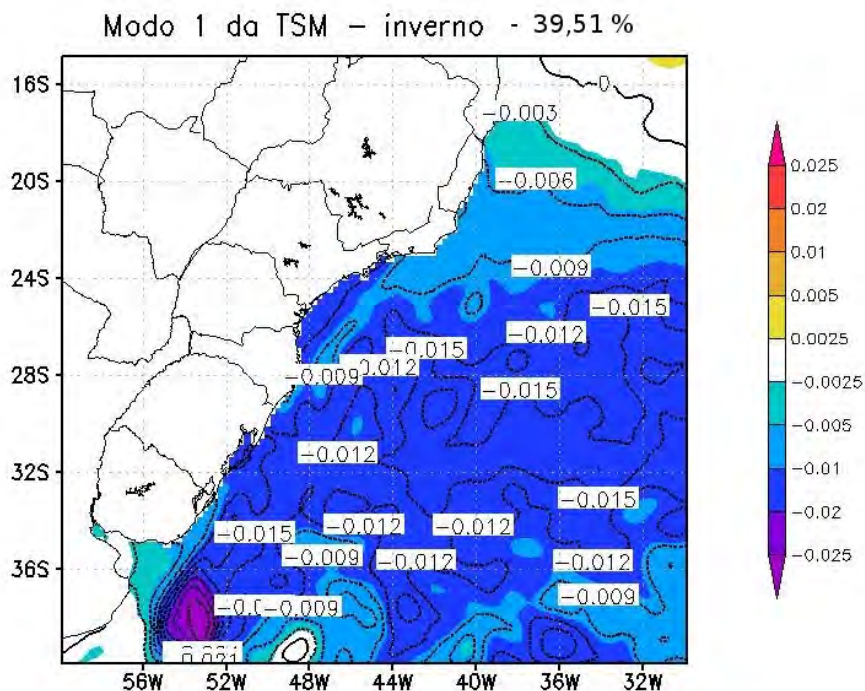 Modo 1 da TSM – inverno - 39,51 %
16S
20S
24S
28S
32S
36S
0
−0.003
−0.006
−0.009
−0.015
−0.012
−0.015
−0.009
−0.015
−0.012
−0.015
−0.015
−0.012
−0.012
−0.009
−0.012
−0.012
−0.009
−0.009
56W
52W
48W
44W
40W
36W
32W
0.025
0.02
0.01
0.005
0.0025
−0.0025
−0.005
−0.01
−0.02
−0.025